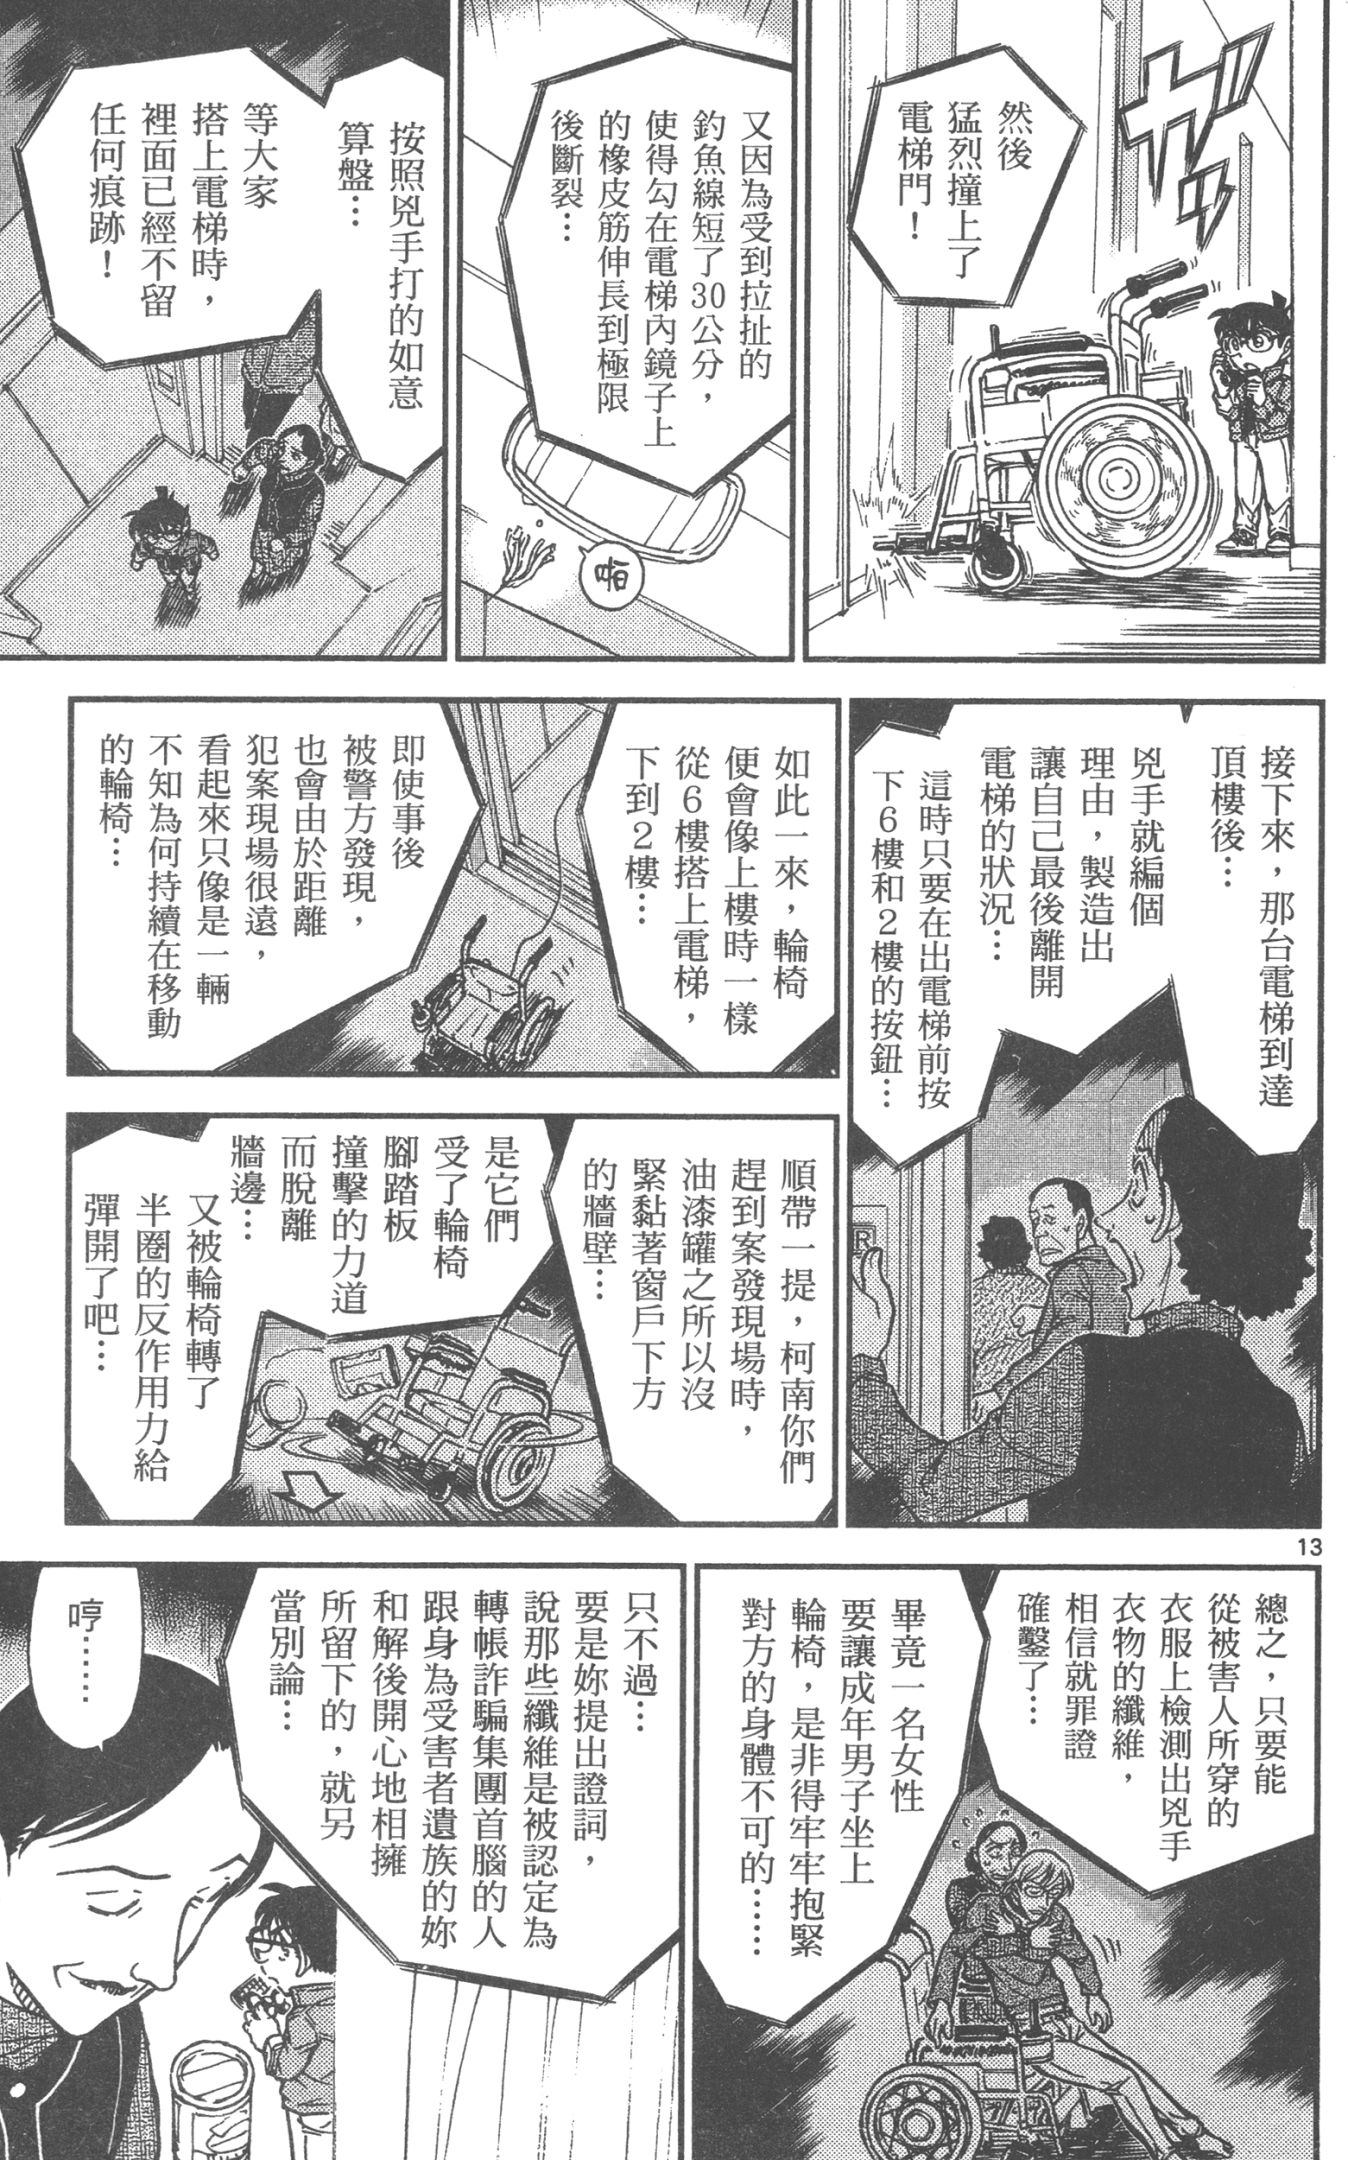 ガッ
然後
猛烈撞上了
電梯門！
又因為受到拉扯的
釣魚線短了30公分，
使得勾在電梯內鏡子上
的橡皮筋伸長到極限
後斷裂…
啪
按照兇手打的如意
算盤…
等大家
搭上電梯時，
裡面已經不留
任何痕跡！
接下來，那台電梯到達
頂樓後…
兇手就編個
理由，製造出
讓自己最後離開
電梯的狀況…
這時只要在出電梯前按
下6樓和2樓的按鈕…
R
如此一來，輪椅
便會像上樓時一樣
從6樓搭上電梯，
下到2樓…
即使事後
被警方發現，
也會由於距離
犯案現場很遠，
看起來只像是一輛
不知為何持續在移動
的輪椅…
順帶一提，柯南你們
趕到案發現場時，
油漆罐之所以沒
緊黏著窗戶下方
的牆壁…
是它們
受了輪椅
腳踏板
撞擊的力道
而脫離
牆邊…
又被輪椅轉了
半圈的反作用力給
彈開了吧…
13
總之，只要能
從被害人所穿的
衣服上檢測出兇手
衣物的纖維，
相信就罪證
確鑿了…
畢竟一名女性
要讓成年男子坐上
輪椅，是非得牢牢抱緊
對方的身體不可的……
只不過…
要是妳提出證詞，
說那些纖維是被認定為
轉帳詐騙集團首腦的人
跟身為受害者遺族的妳
和解後開心地相擁
所留下的，就另
當別論…
哼……